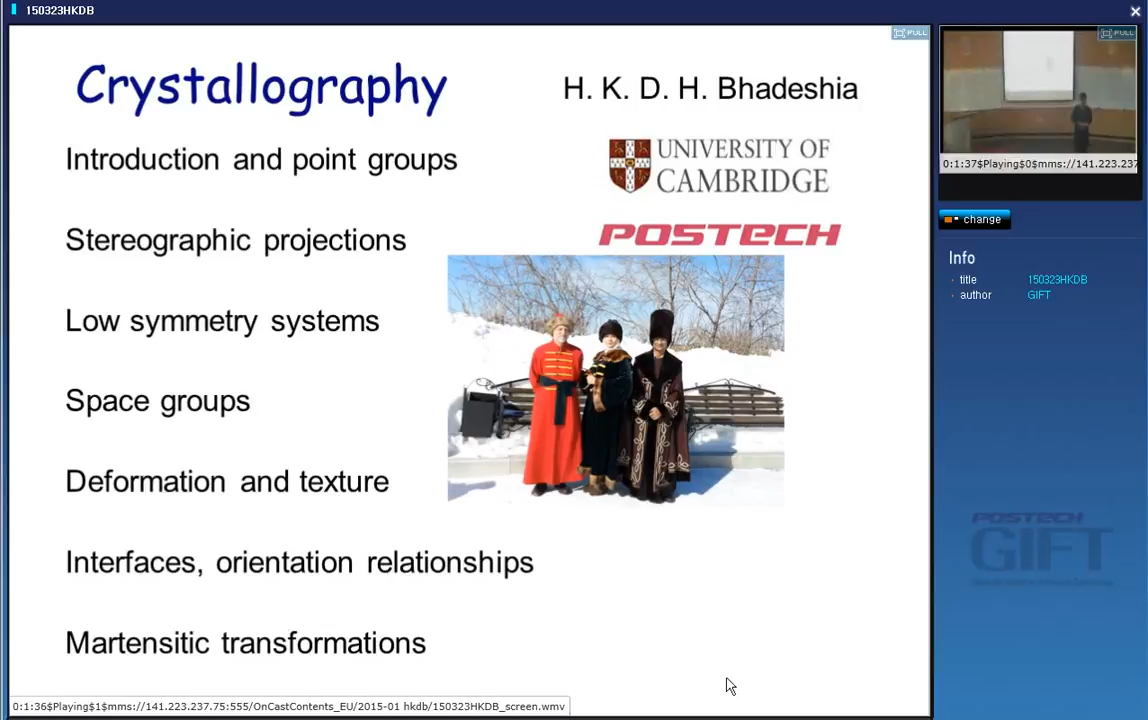 150323HKDB
FULL
FULL
Crystallography
H. K. D. H. Bhadeshia
Introduction and point groups
UNIVERSITY OF
CAMBRIDGE
POSTECH
Stereographic projections
Low symmetry systems
Space groups
Deformation and texture
Interfaces, orientation relationships
Martensitic transformations
0:1:36$Playing$1$mms://141.223.237.75:555/OnCastContents_EU/2015-01 hkdb/150323HKDB_screen.wmv
0:1:37$Playing$0$mms://141.223.237
change
Info
title 150323HKDB
author GIFT
POSTECH
GIFT